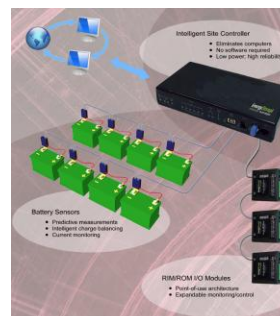 Intelligent Site Controller
• Eliminates computers
• No software required
• Low power; high reliability
Battery Sensors
• Predictive measurements
• Intelligent charge balancing
• Current monitoring
RIM/ROM I/O Modules
• Point-of-use architecture
• Expandable monitoring/control